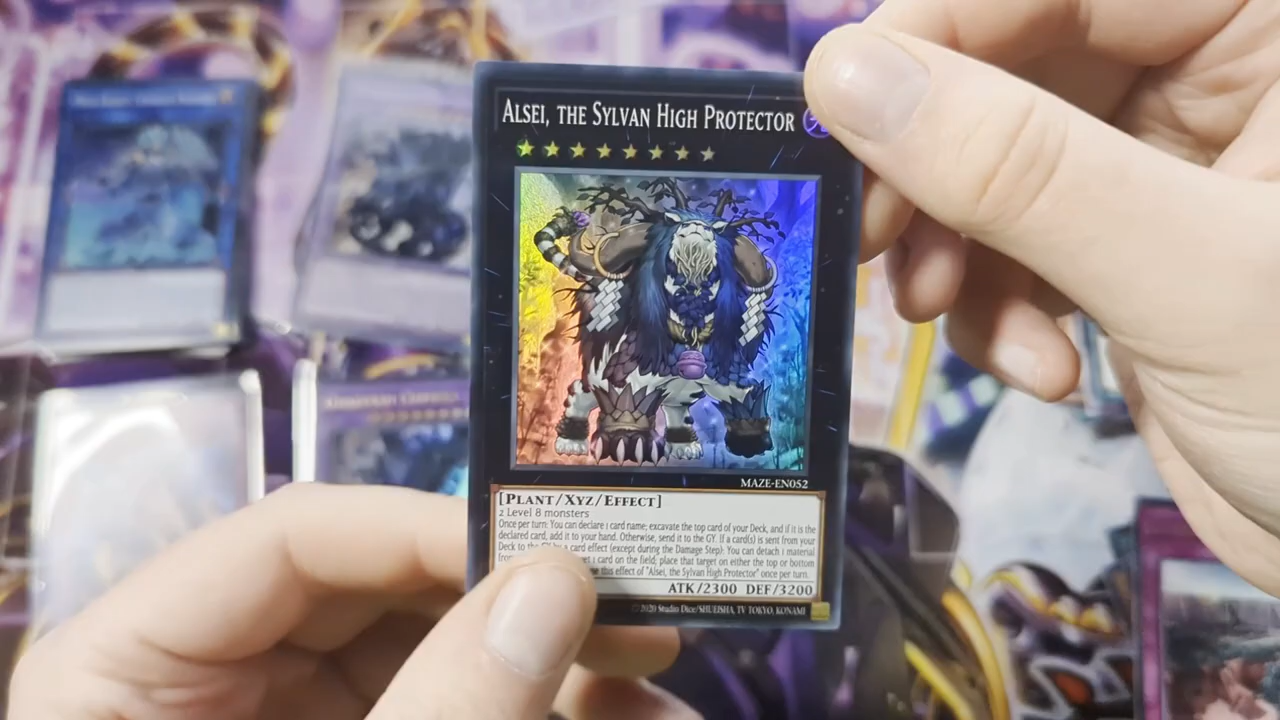 ALSEI, THE SYLVAN HIGH PROTECTOR
MAZE-EN052
[PLANT/XYZ/EFFECT]
2 Level 8 monsters
Once per turn: You can declare 1 card name; excavate the top card of your Deck, and if it is the
declared card, add it to your hand. Otherwise, send it to the GY. If a card(s) is sent from your
Deck to the GY by a card effect (except during the Damage Step): You can detach 1 material
1 card on the field; place that target on either the top or bottom
this effect of "Alsei, the Sylvan High Protector" once per turn.
ATK/2300 DEF/3200
©2020 Studio Dice/SHUEISHA, TV TOKYO, KONAMI